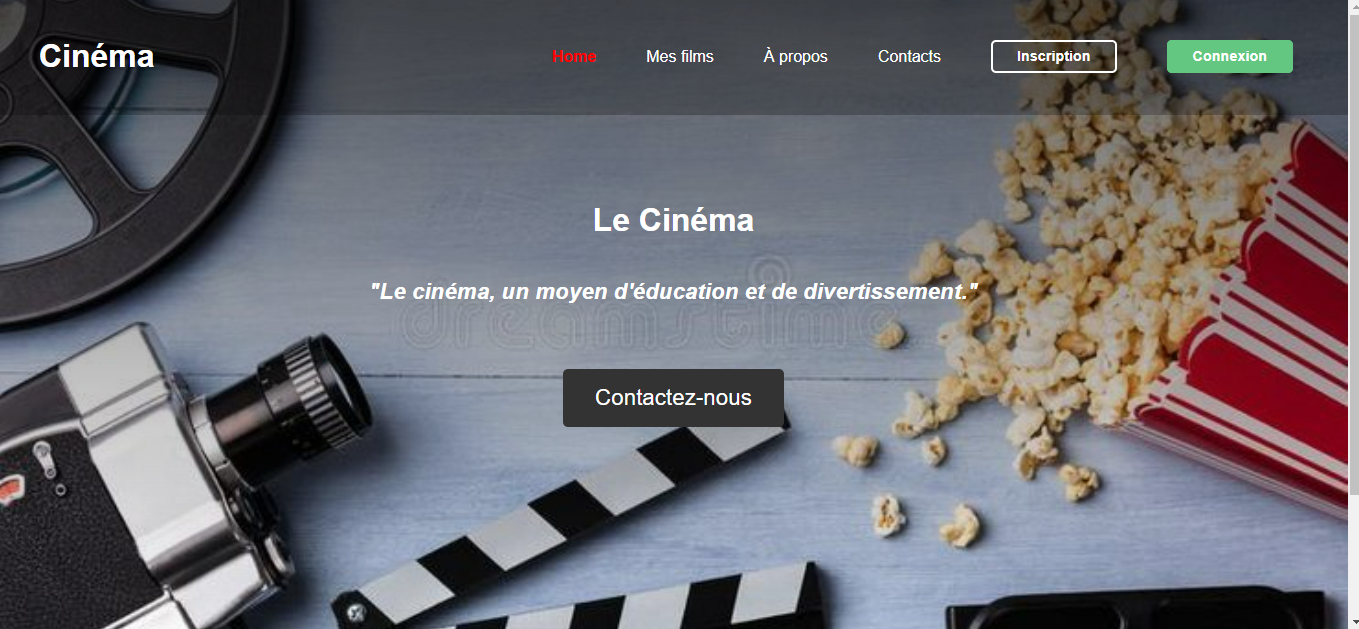 Cinéma
Home
Mes films
À propos
Contacts
Inscription
Connexion
Le Cinéma
"Le cinéma, un moyen d'éducation et de divertissement."
dreamstime
Contactez-nous